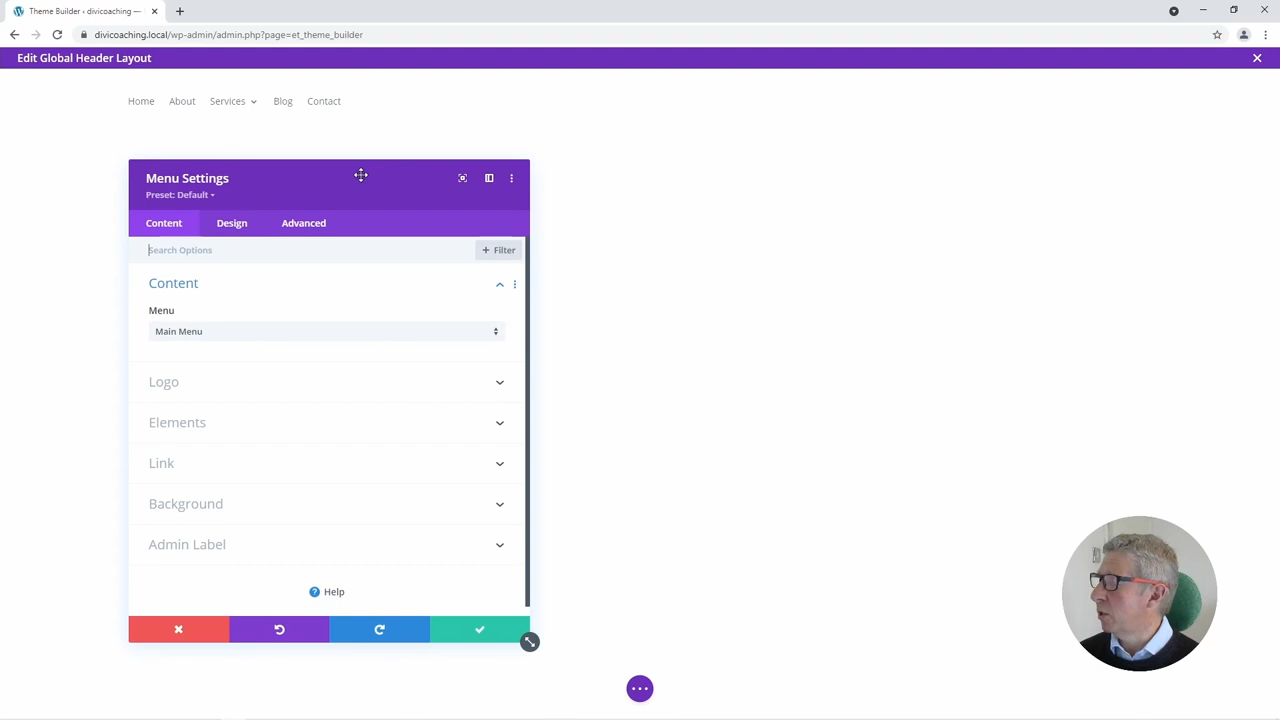 Theme Builder ‹ divicoaching —
divicoaching.local/wp-admin/admin.php?page=et_theme_builder
Edit Global Header Layout
Home About Services Blog Contact
Menu Settings
Preset: Default
Content Design Advanced
Search Options
+ Filter
Content
Menu
Main Menu
Logo
Elements
Link
Background
Admin Label
? Help